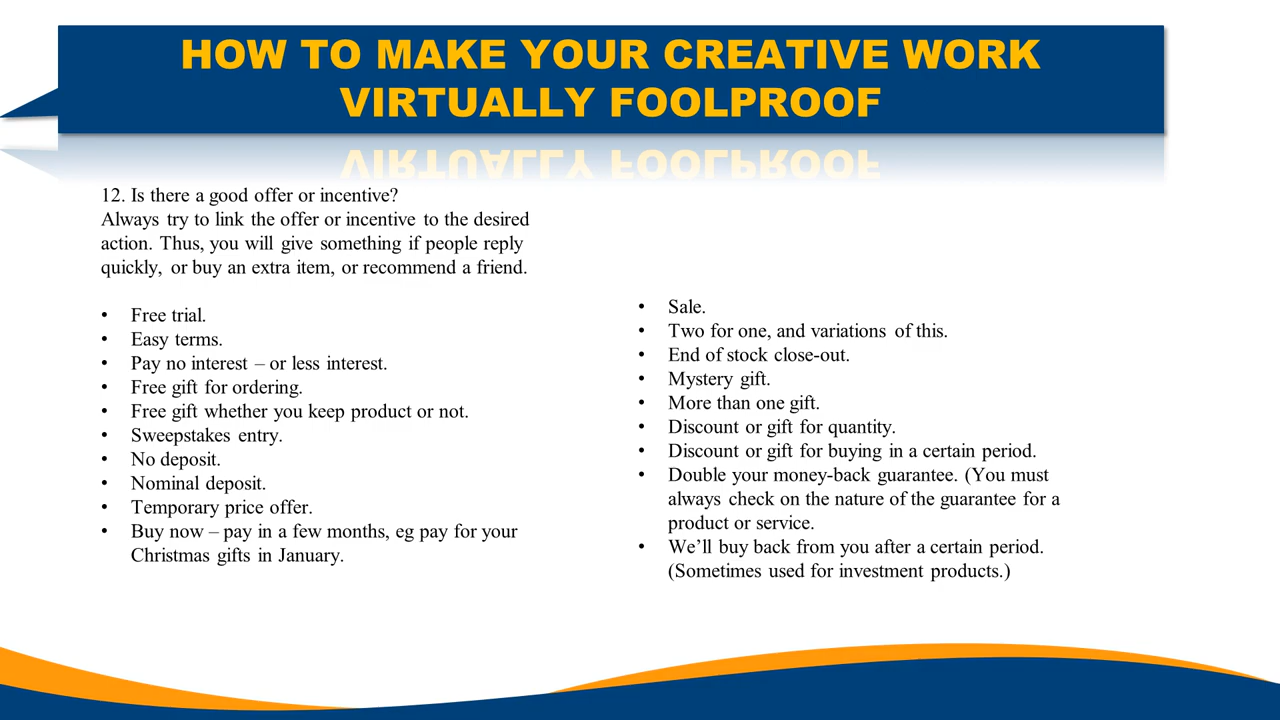 HOW TO MAKE YOUR CREATIVE WORK
VIRTUALLY FOOLPROOF
12. Is there a good offer or incentive?
Always try to link the offer or incentive to the desired
action. Thus, you will give something if people reply
quickly, or buy an extra item, or recommend a friend.
• Free trial.
• Easy terms.
• Pay no interest – or less interest.
• Free gift for ordering.
• Free gift whether you keep product or not.
• Sweepstakes entry.
• No deposit.
• Nominal deposit.
• Temporary price offer.
• Buy now – pay in a few months, eg pay for your
Christmas gifts in January.
• Sale.
• Two for one, and variations of this.
• End of stock close-out.
• Mystery gift.
• More than one gift.
• Discount or gift for quantity.
• Discount or gift for buying in a certain period.
• Double your money-back guarantee. (You must
always check on the nature of the guarantee for a
product or service.
• We’ll buy back from you after a certain period.
(Sometimes used for investment products.)